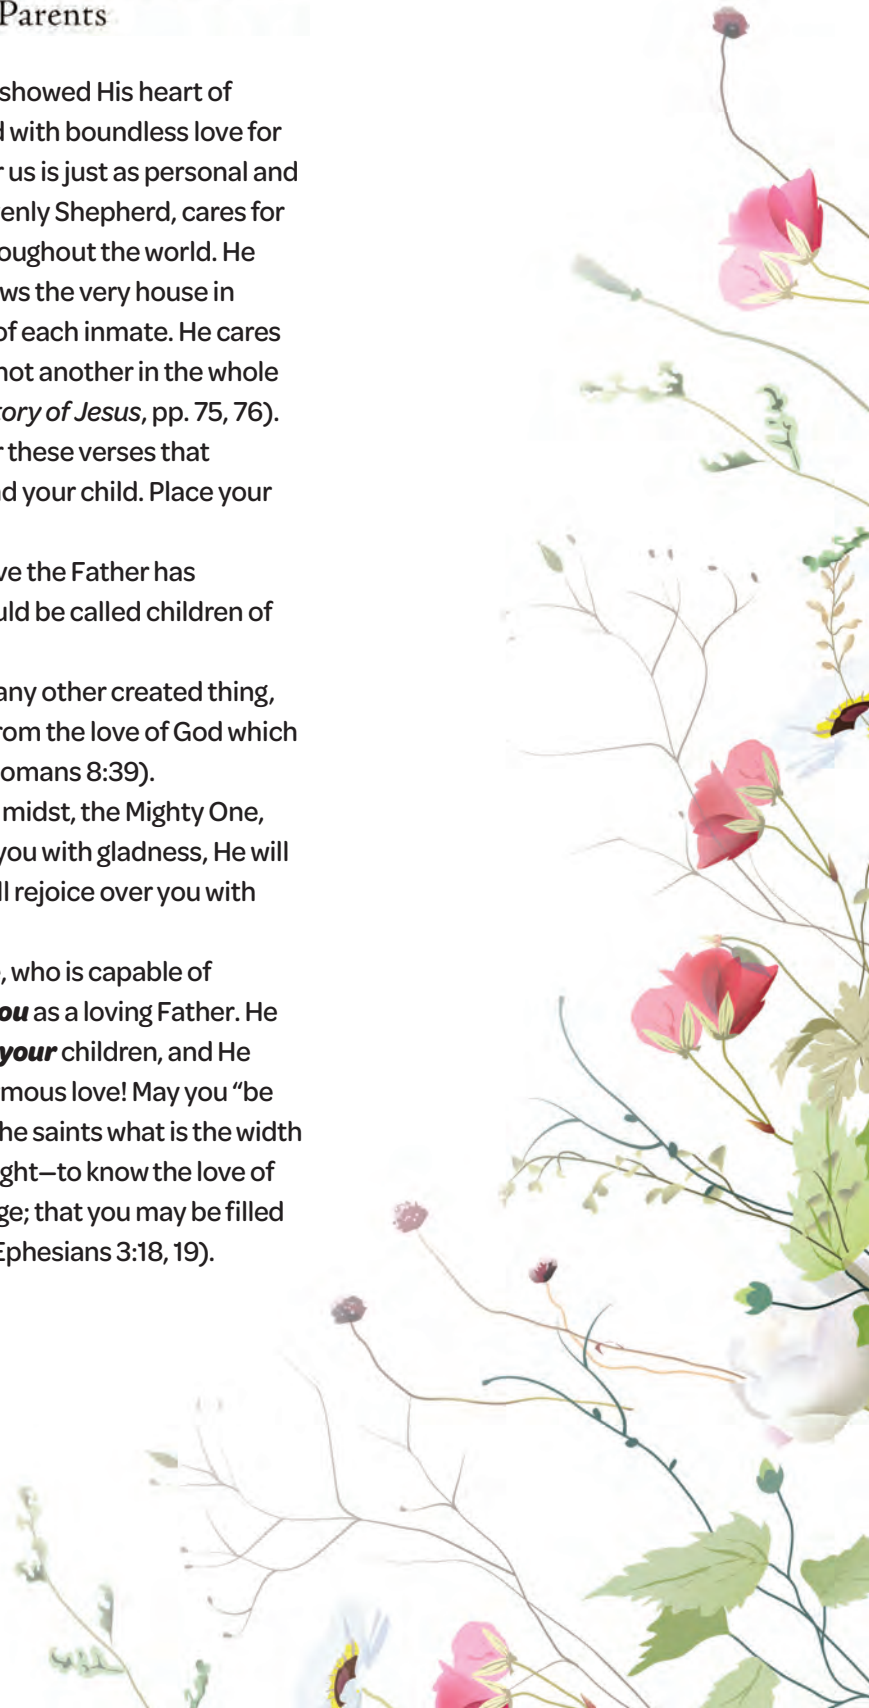 Parents
showed His heart of
with boundless love for
us is just as personal and
enly Shepherd, cares for
oughout the world. He
ws the very house in
of each inmate. He cares
not another in the whole
tory of Jesus, pp. 75, 76).
these verses that
d your child. Place your
ve the Father has
uld be called children of
any other created thing,
rom the love of God which
omans 8:39).
midst, the Mighty One,
you with gladness, He will
ll rejoice over you with
, who is capable of
ou as a loving Father. He
your children, and He
mous love! May you “be
he saints what is the width
ght—to know the love of
ge; that you may be filled
Ephesians 3:18, 19).